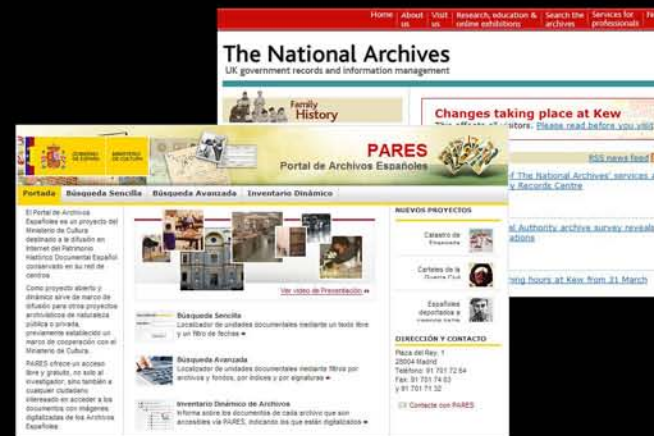 Home
About us
Visit us
Research, education & online exhibitions
Search the archives
Services for professionals
The National Archives
UK government records and information management
Family
History
Changes taking place at Kew
Please read before you visit
RSS news feed
of The National Archives' services a
y Records Centre
al Authority archive survey reveals
ations
ing hours at Kew from 31 March
GOBIERNO DE ESPAÑA
MINISTERIO DE CULTURA
PARES
Portal de Archivos Españoles
Portada
Búsqueda Sencilla
Búsqueda Avanzada
Inventario Dinámico
El Portal de Archivos
Españoles es un proyecto del
Ministerio de Cultura
destinado a la difusión en
Internet del Patrimonio
Histórico Documental Español
conservado en su red de
centros.
Como proyecto abierto y
dinámico sirve de marco de
difusión para otros proyectos
archivísticos de naturaleza
pública o privada,
previamente establecido un
marco de cooperación con el
Ministerio de Cultura.
PARES ofrece un acceso
libre y gratuito, no solo al
investigador, sino también a
cualquier ciudadano
interesado en acceder a los
documentos con imágenes
digitalizadas de los Archivos
Españoles
Ver vídeo de Presentación
Búsqueda Sencilla
Localizador de unidades documentales mediante un texto libre
y un filtro de fechas
Búsqueda Avanzada
Localizador de unidades documentales mediante filtros por
archivos y fondos, por índices y por signaturas
Inventario Dinámico de Archivos
Informa sobre los documentos de cada archivo que son
accesibles vía PARES, indicando los que están digitalizados
NUEVOS PROYECTOS
Catastro de
Ensenada
Carteles de la
Guerra Civil
Españoles
deportados a
DIRECCIÓN Y CONTACTO
Plaza del Rey, 1
28004 Madrid
Teléfono: 91 701 72 64
Fax: 91 701 74 83
y 91 701 71 32
Contacte con PARES